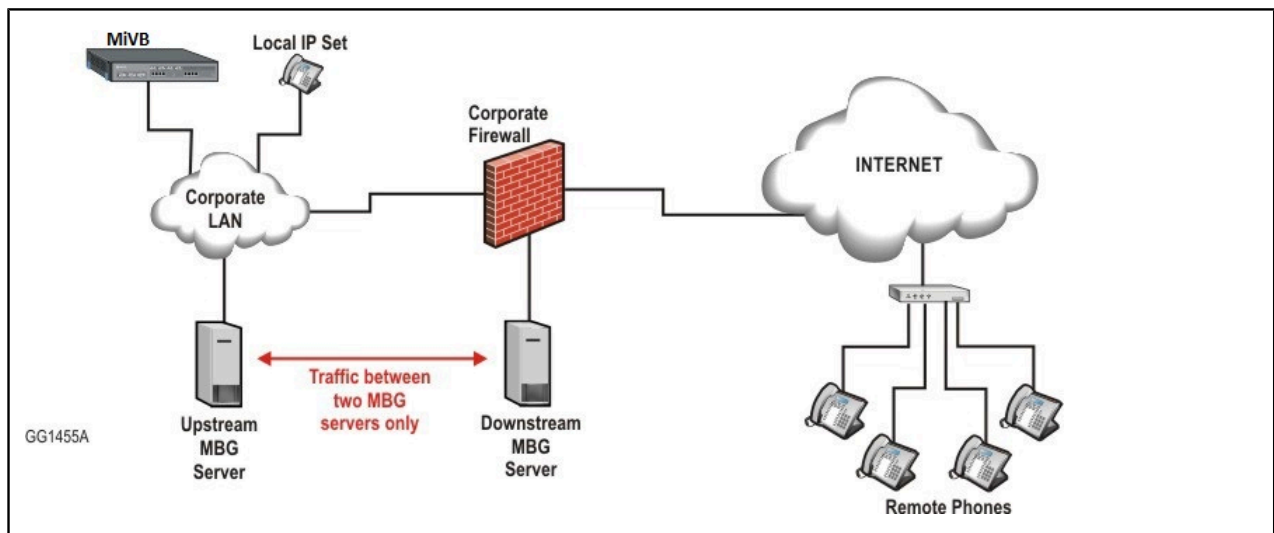 MiVB
Local IP Set
Corporate
Firewall
INTERNET
Corporate
LAN
Traffic between
two MBG
servers only
Upstream
MBG
Server
Downstream
MBG
Server
Remote Phones
GG1455A